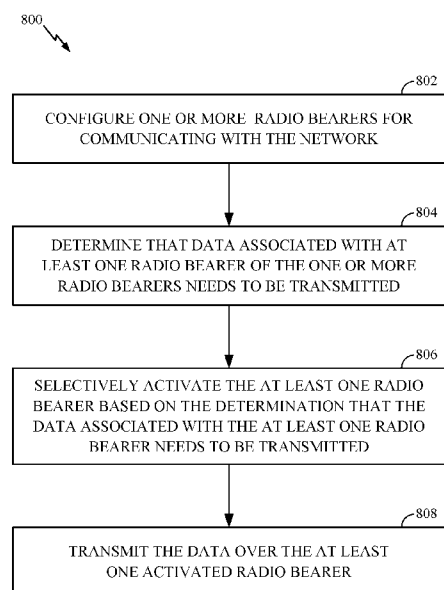 800
802
CONFIGURE ONE OR MORE RADIO BEARERS FOR
COMMUNICATING WITH THE NETWORK
804
DETERMINE THAT DATA ASSOCIATED WITH AT
LEAST ONE RADIO BEARER OF THE ONE OR MORE
RADIO BEARERS NEEDS TO BE TRANSMITTED
806
SELECTIVELY ACTIVATE THE AT LEAST ONE RADIO
BEARER BASED ON THE DETERMINATION THAT THE
DATA ASSOCIATED WITH THE AT LEAST ONE RADIO
BEARER NEEDS TO BE TRANSMITTED
808
TRANSMIT THE DATA OVER THE AT LEAST
ONE ACTIVATED RADIO BEARER